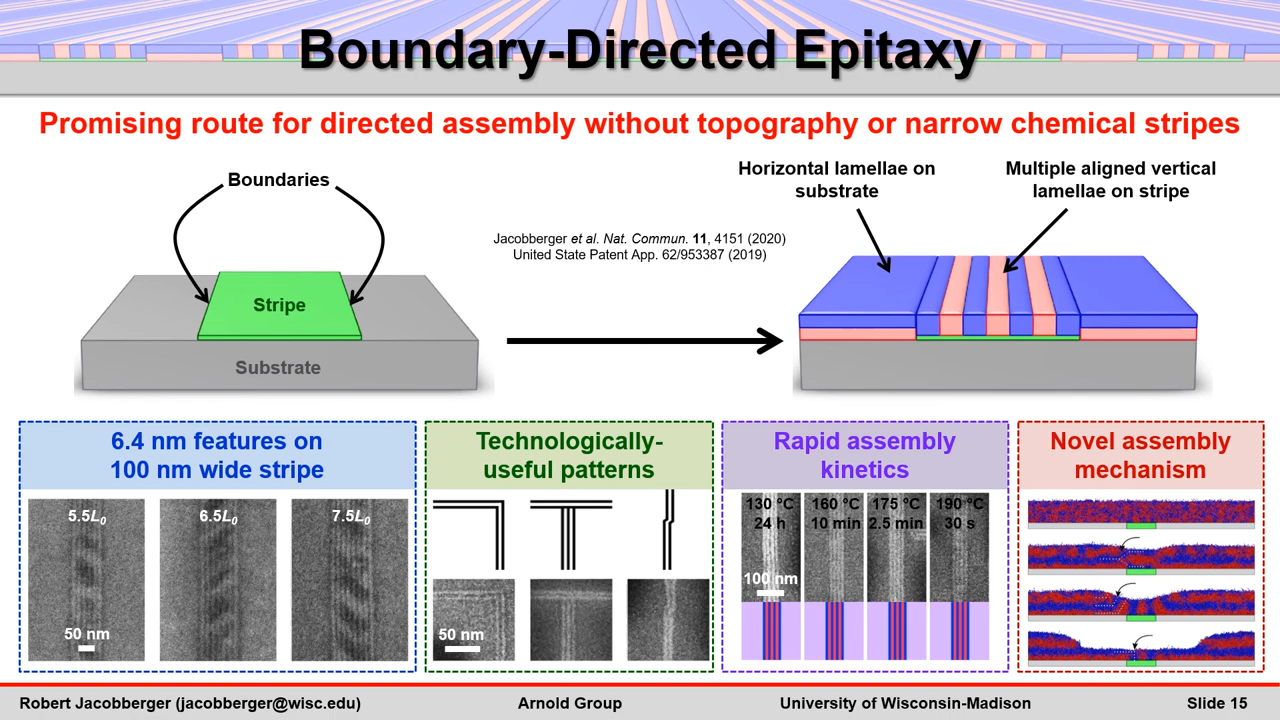 Boundary-Directed Epitaxy
Promising route for directed assembly without topography or narrow chemical stripes
Boundaries
Stripe
Substrate
Jacobberger et al. Nat. Commun. 11, 4151 (2020)
United State Patent App. 62/953387 (2019)
Horizontal lamellae on
substrate
Multiple aligned vertical
lamellae on stripe
6.4 nm features on
100 nm wide stripe
5.5L₀
6.5L₀
7.5L₀
50 nm
Technologically-
useful patterns
50 nm
Rapid assembly
kinetics
130 °C
24 h
160 °C
10 min
175 °C
2.5 min
190 °C
30 s
100 nm
Novel assembly
mechanism
Robert Jacobberger (jacobberger@wisc.edu)
Arnold Group
University of Wisconsin-Madison
Slide 15